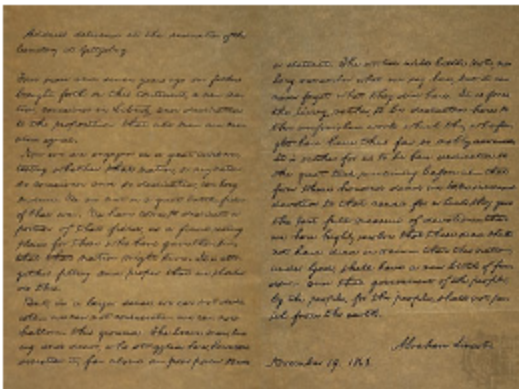 Address delivered at the dedication of the
Cemetery at Gettysburg.
Four score and seven years ago our fathers
brought forth on this continent, a new na-
tion, conceived in Liberty, and dedicated
to the proposition that all men are cre-
ated equal.
Now we are engaged in a great civil war,
testing whether that nation, or any nation
so conceived and so dedicated, can long
endure. We are met on a great battle field
of that war. We have come to dedicate a
portion of that field, as a final resting
place for those who here gave their lives
that that nation might live. It is alto-
gether fitting and proper that we should
do this.
But, in a larger sense, we can not dedi-
cate we can not consecrate we can not
hallow this ground. The brave men, liv-
ing and dead, who struggled here have con-
secrated it, far above our poor power
or detract. The world will little note, nor
long remember what we say here, but it can
never forget what they did here. It is for us
the living, rather, to be dedicated here to
the unfinished work which they who fou-
ght here have thus far so nobly advanced.
It is rather for us to be here dedicated to
the great task remaining before us that
from these honored dead we take increased
devotion to that cause for which they gave
the last full measure of devotion that
we here highly resolve that these dead shall
not have died in vain that this nation,
under God, shall have a new birth of free-
dom and that government of the people,
by the people, for the people, shall not per-
ish from the earth.
Abraham Lincoln.
November 19, 1863.